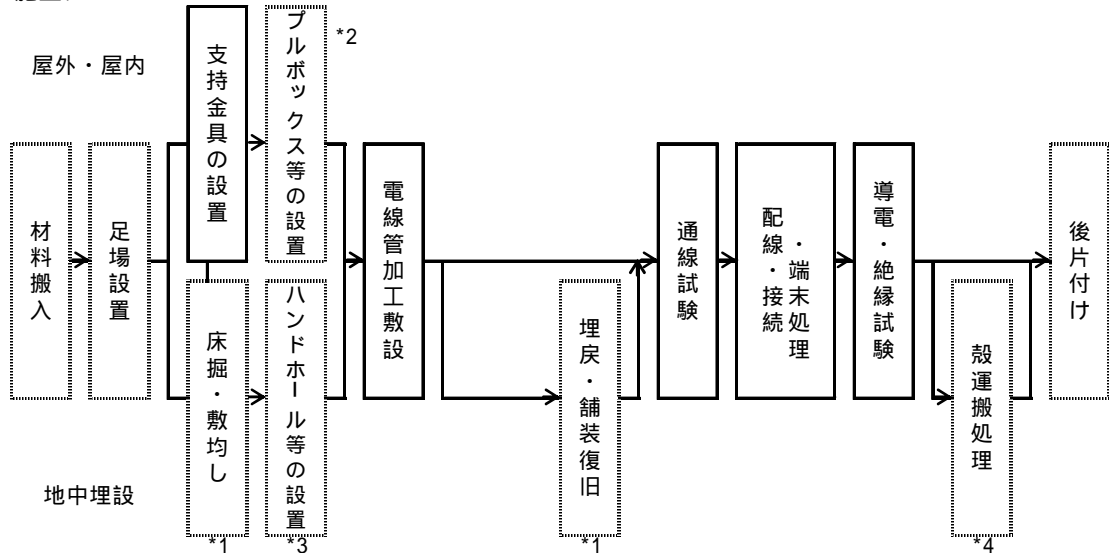 屋外・屋内
材料搬入
足場設置
支持金具の設置
プルボックス等の設置
*2
床掘・敷均し
*1
ハンドホール等の設置
*3
電線管加工敷設
埋戻・舗装復旧
*1
通線試験
配線・接続
・端末処理
導電・絶縁試験
殻運搬処理
*4
後片付け
地中埋設